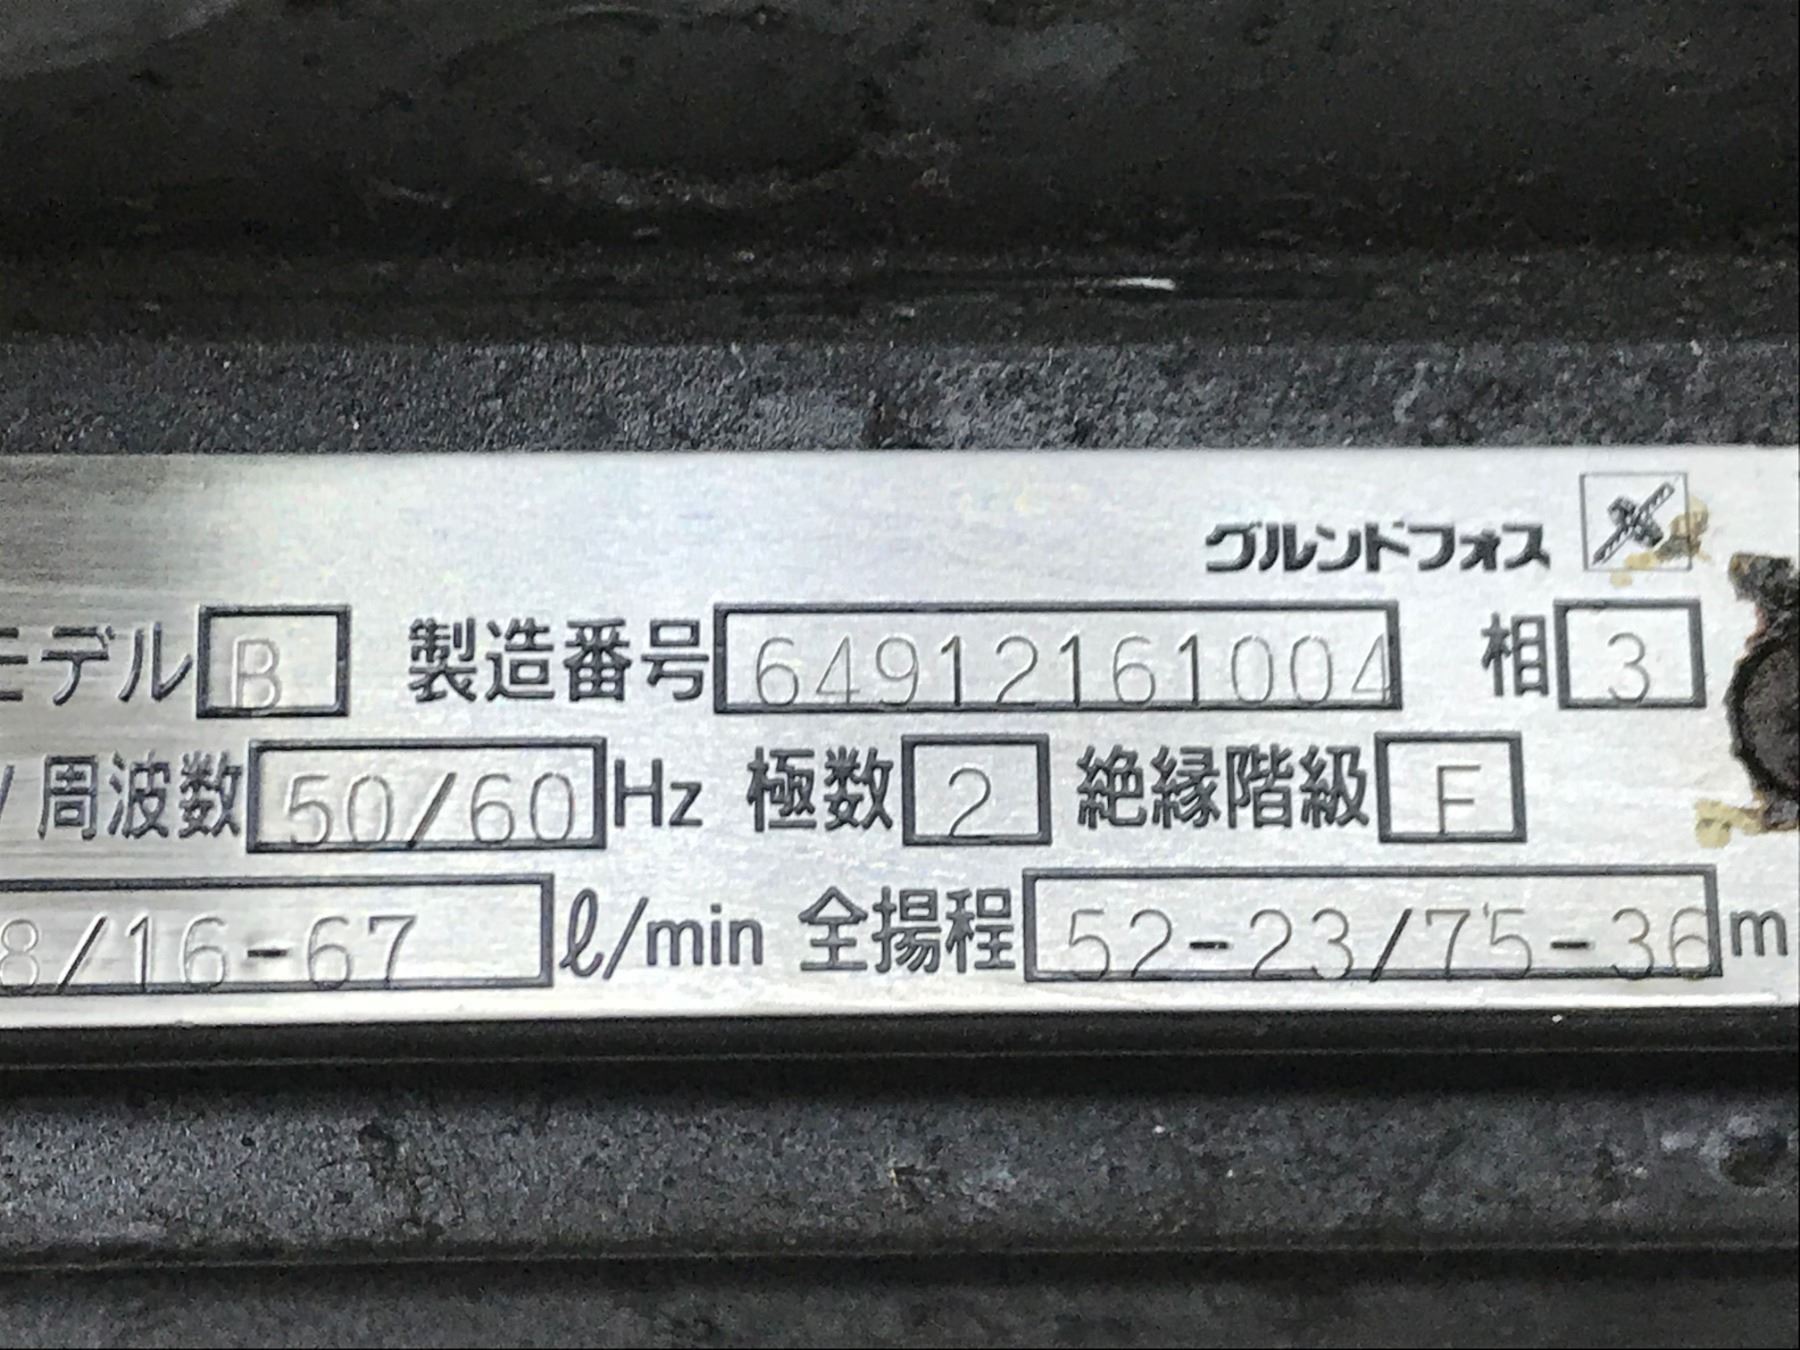 グルンドフォス
モデル B 製造番号 64912161004 相 3
周波数 50/60 Hz 極数 2 絶縁階級 F
8/16-67 ℓ/min 全揚程 52-23/75-36 m